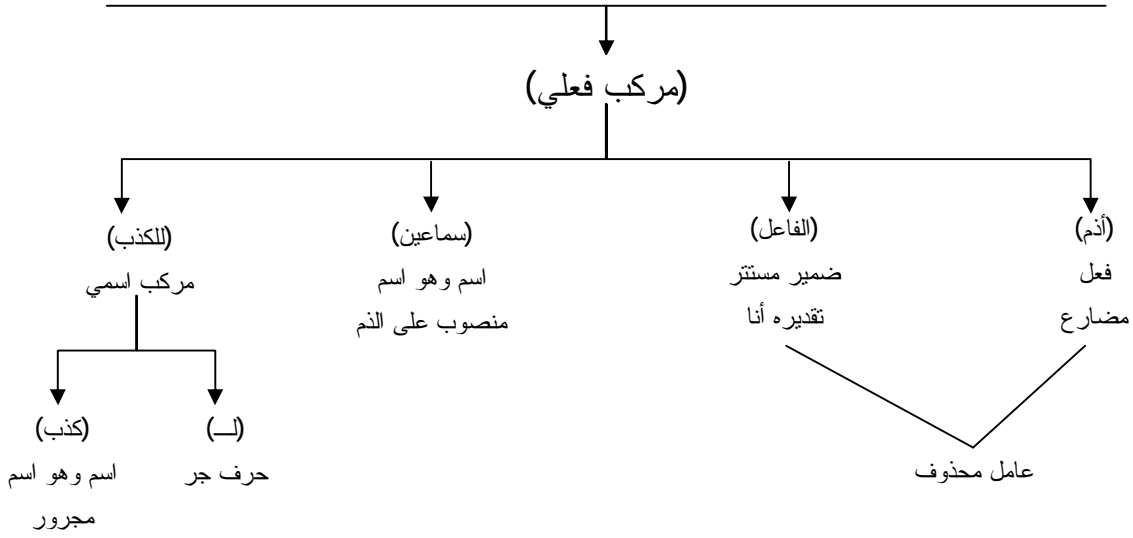 (مركب فعلي)
(أذم)
فعل
مضارع
(الفاعل)
ضمير مستتر
تقديره أنا
(سماعين)
اسم وهو اسم
منصوب على الذم
(للكذب)
مركب اسمي
عامل محذوف
(لــ)
حرف جر
(كذب)
اسم وهو اسم
مجرور